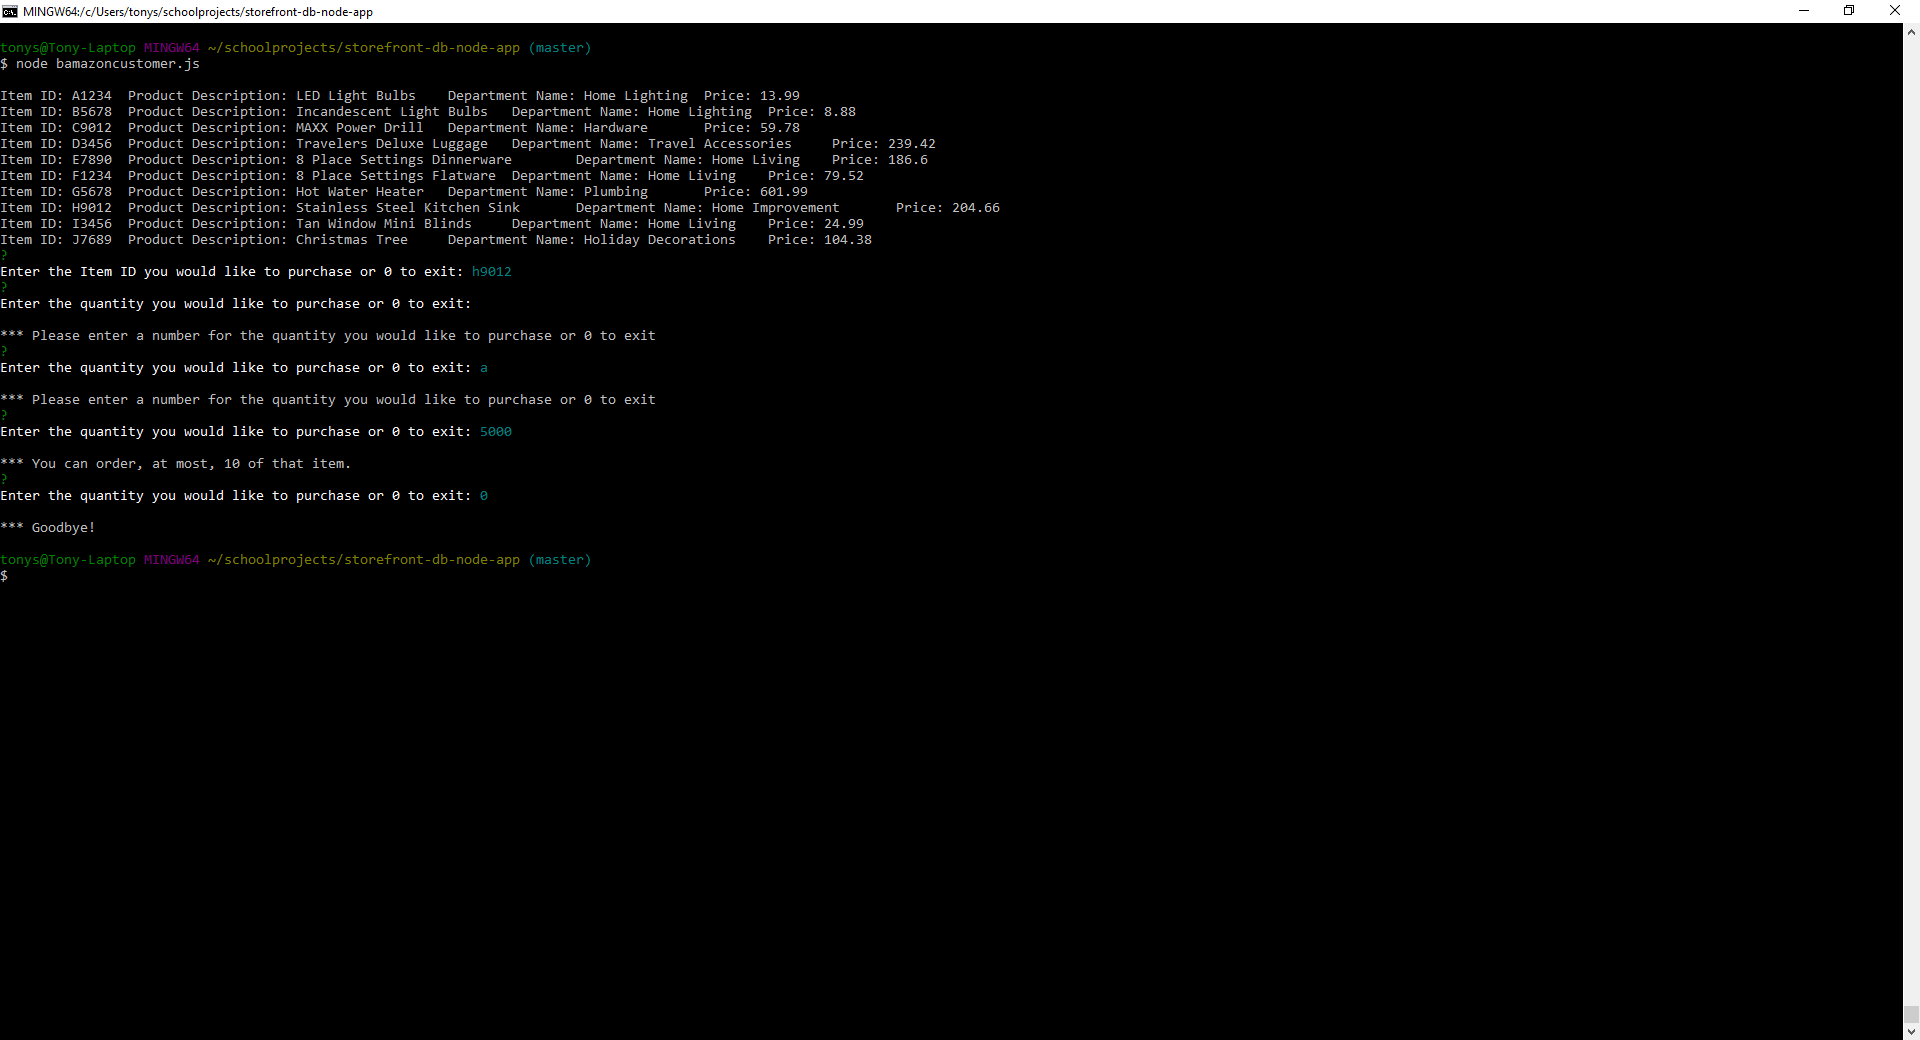 MINGW64:/c/Users/tonys/schoolprojects/storefront-db-node-app
tonys@Tony-Laptop MINGW64 ~/schoolprojects/storefront-db-node-app (master)
$ node bamazoncustomer.js
Item ID: A1234  Product Description: LED Light Bulbs    Department Name: Home Lighting  Price: 13.99
Item ID: B5678  Product Description: Incandescent Light Bulbs   Department Name: Home Lighting  Price: 8.88
Item ID: C9012  Product Description: MAXX Power Drill   Department Name: Hardware       Price: 59.78
Item ID: D3456  Product Description: Travelers Deluxe Luggage   Department Name: Travel Accessories     Price: 239.42
Item ID: E7890  Product Description: 8 Place Settings Dinnerware        Department Name: Home Living    Price: 186.6
Item ID: F1234  Product Description: 8 Place Settings Flatware  Department Name: Home Living    Price: 79.52
Item ID: G5678  Product Description: Hot Water Heater   Department Name: Plumbing       Price: 601.99
Item ID: H9012  Product Description: Stainless Steel Kitchen Sink       Department Name: Home Improvement       Price: 204.66
Item ID: I3456  Product Description: Tan Window Mini Blinds     Department Name: Home Living    Price: 24.99
Item ID: J7689  Product Description: Christmas Tree     Department Name: Holiday Decorations    Price: 104.38
?
Enter the Item ID you would like to purchase or 0 to exit: h9012
?
Enter the quantity you would like to purchase or 0 to exit:
*** Please enter a number for the quantity you would like to purchase or 0 to exit
?
Enter the quantity you would like to purchase or 0 to exit: a
*** Please enter a number for the quantity you would like to purchase or 0 to exit
?
Enter the quantity you would like to purchase or 0 to exit: 5000
*** You can order, at most, 10 of that item.
?
Enter the quantity you would like to purchase or 0 to exit: 0
*** Goodbye!
tonys@Tony-Laptop MINGW64 ~/schoolprojects/storefront-db-node-app (master)
$